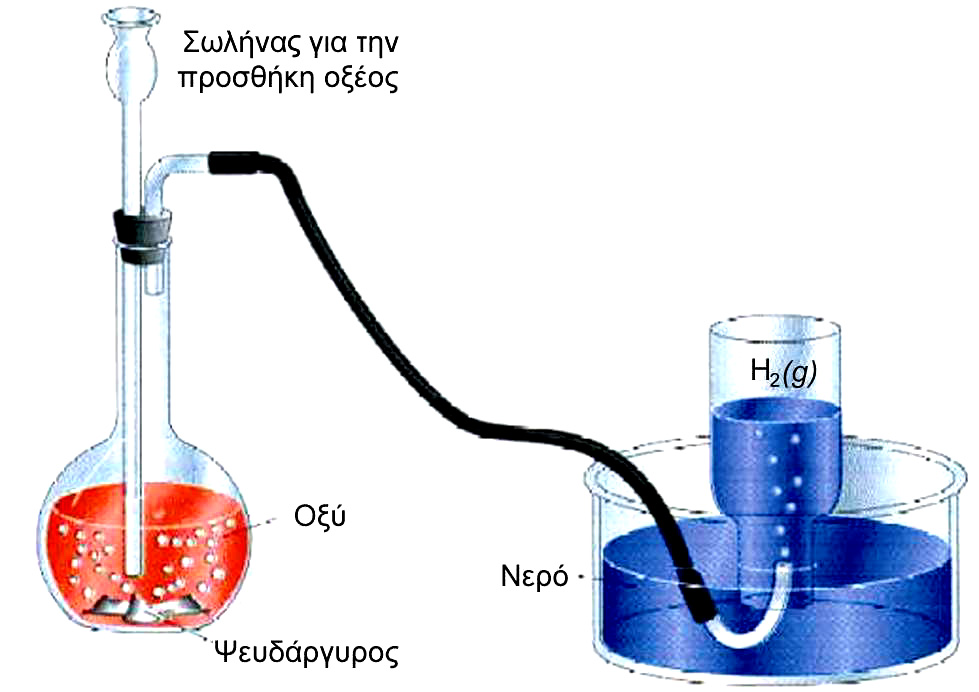 Σωλήνας για την
προσθήκη οξέος
H₂(g)
Οξύ
Νερό
Ψευδάργυρος